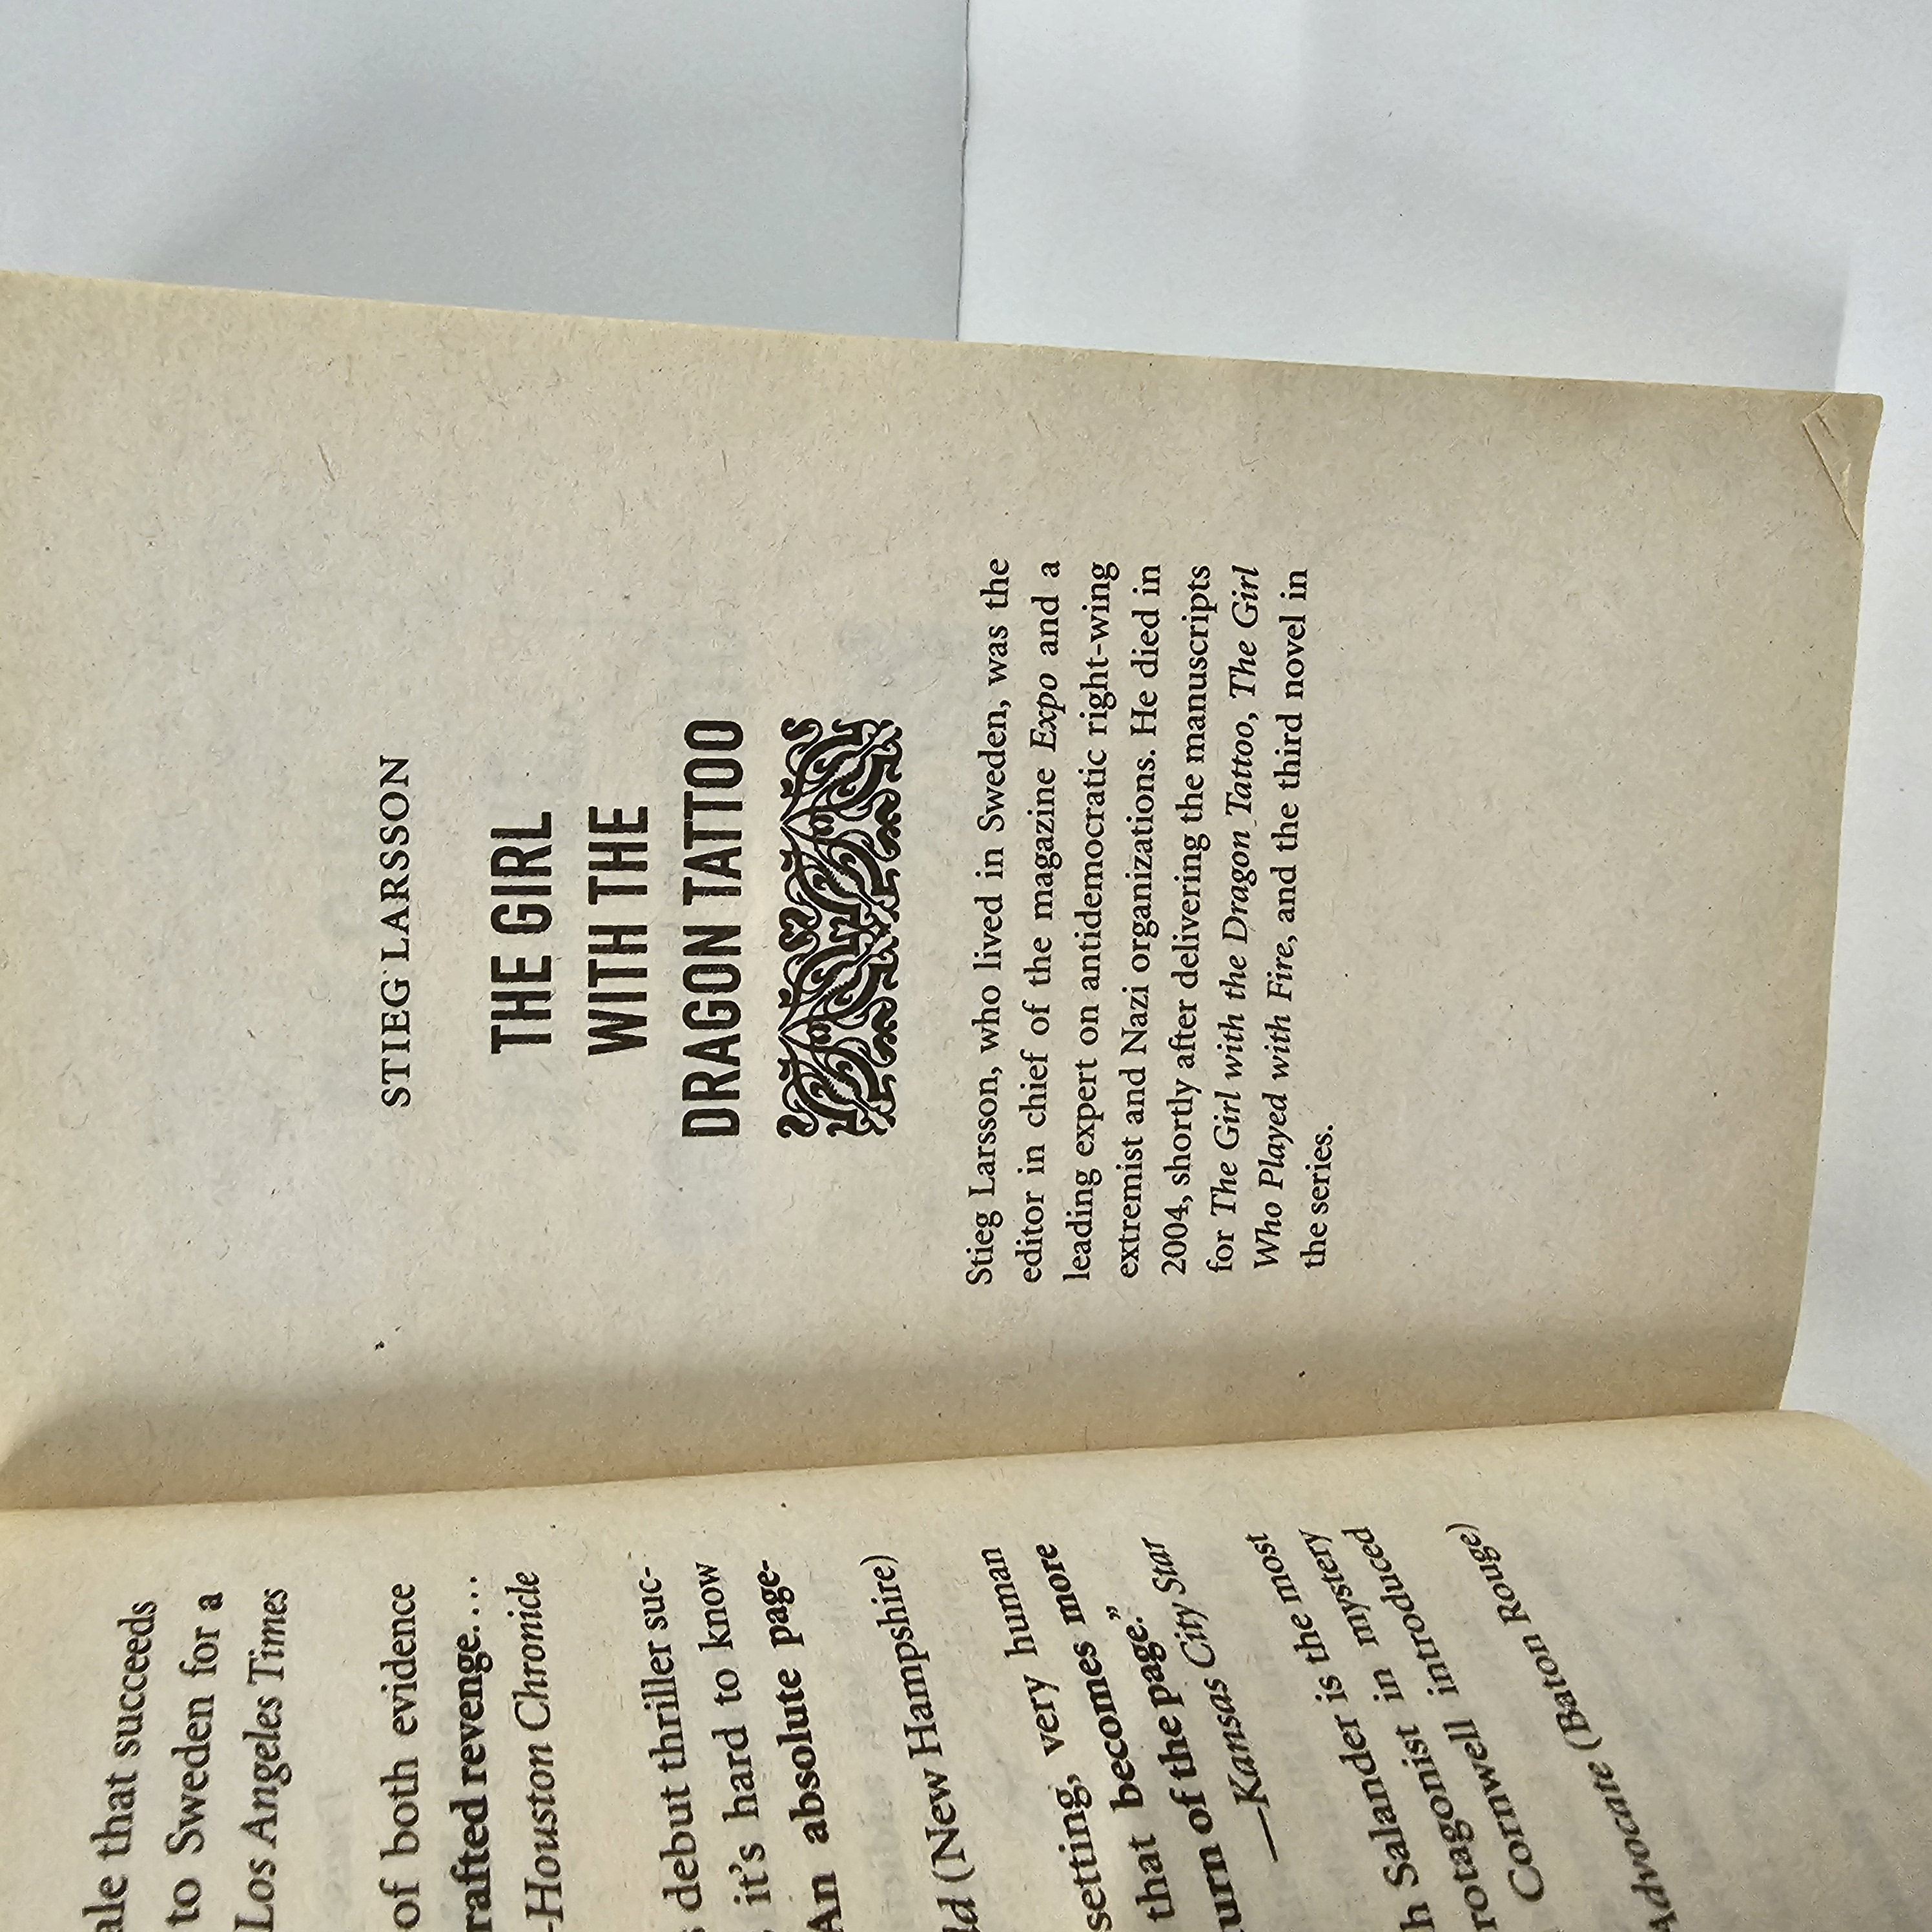 ale that succeeds
to Sweden for a
Los Angeles Times
of both evidence
rafted revenge....
—Houston Chronicle
s debut thriller suc-
, it's hard to know
An absolute page-
ld (New Hampshire)
setting, very human
that becomes more
turn of the page."
—Kansas City Star
h Salander is the most
rotagonist in mystery
Cornwell introduced
Advocate (Baton Rouge)
STIEG LARSSON
THE GIRL
WITH THE
DRAGON TATTOO
Stieg Larsson, who lived in Sweden, was the
editor in chief of the magazine Expo and a
leading expert on antidemocratic right-wing
extremist and Nazi organizations. He died in
2004, shortly after delivering the manuscripts
for The Girl with the Dragon Tattoo, The Girl
Who Played with Fire, and the third novel in
the series.